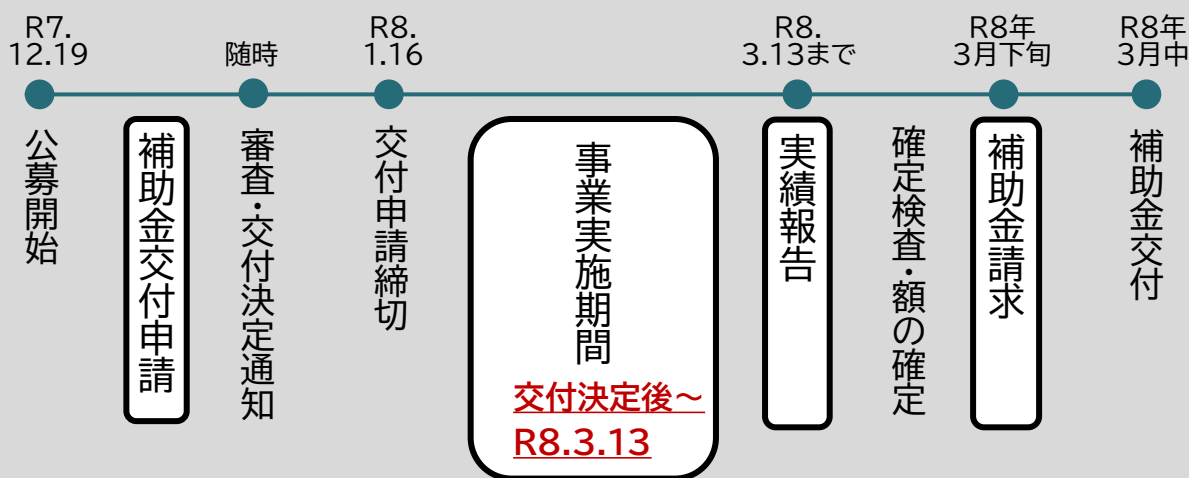 R7.
12.19
随時
R8.
1.16
R8.
3.13まで
R8年
3月下旬
R8年
3月中
公募開始
補助金交付申請
審査・交付決定通知
交付申請締切
事業実施期間
交付決定後～
R8.3.13
実績報告
確定検査・額の確定
補助金請求
補助金交付